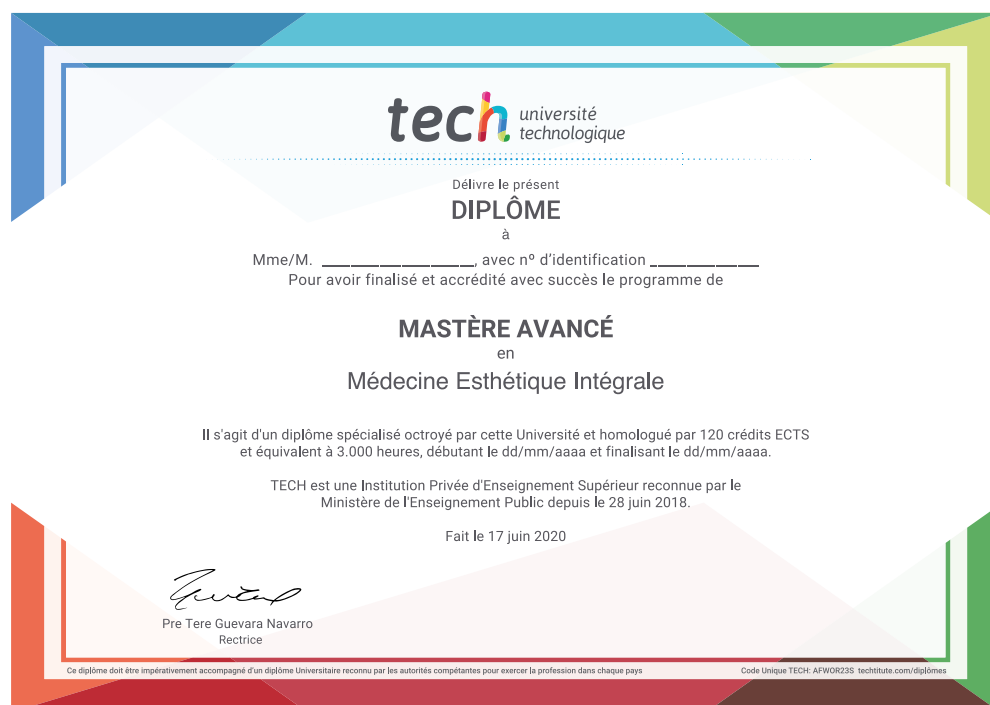 tech université
technologique
Délivre le présent
DIPLÔME
à
Mme/M. ________________, avec nº d'identification ____________
Pour avoir finalisé et accrédité avec succès le programme de
MASTÈRE AVANCÉ
en
Médecine Esthétique Intégrale
Il s'agit d'un diplôme spécialisé octroyé par cette Université et homologué par 120 crédits ECTS
et équivalent à 3.000 heures, débutant le dd/mm/aaaa et finalisant le dd/mm/aaaa.
TECH est une Institution Privée d'Enseignement Supérieur reconnue par le
Ministère de l'Enseignement Public depuis le 28 juin 2018.
Fait le 17 juin 2020
Pre Tere Guevara Navarro
Rectrice
Ce diplôme doit être impérativement accompagné d'un diplôme Universitaire reconnu par les autorités compétantes pour exercer la profession dans chaque pays
Code Unique TECH: AFWOR23S techtitute.com/diplômes